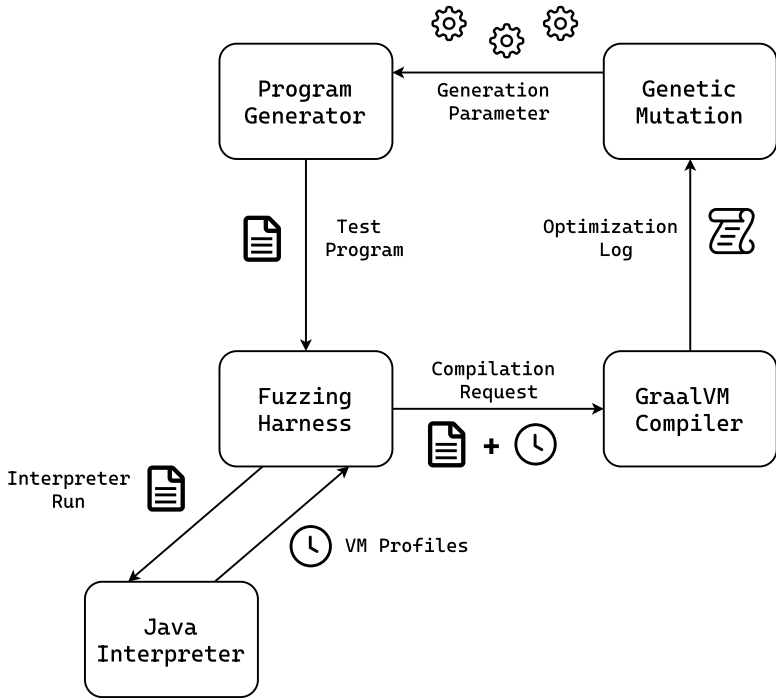 Program
Generator
Generation
Parameter
Genetic
Mutation
Test
Program
Optimization
Log
Fuzzing
Harness
Compilation
Request
+
GraalVM
Compiler
Interpreter
Run
VM Profiles
Java
Interpreter